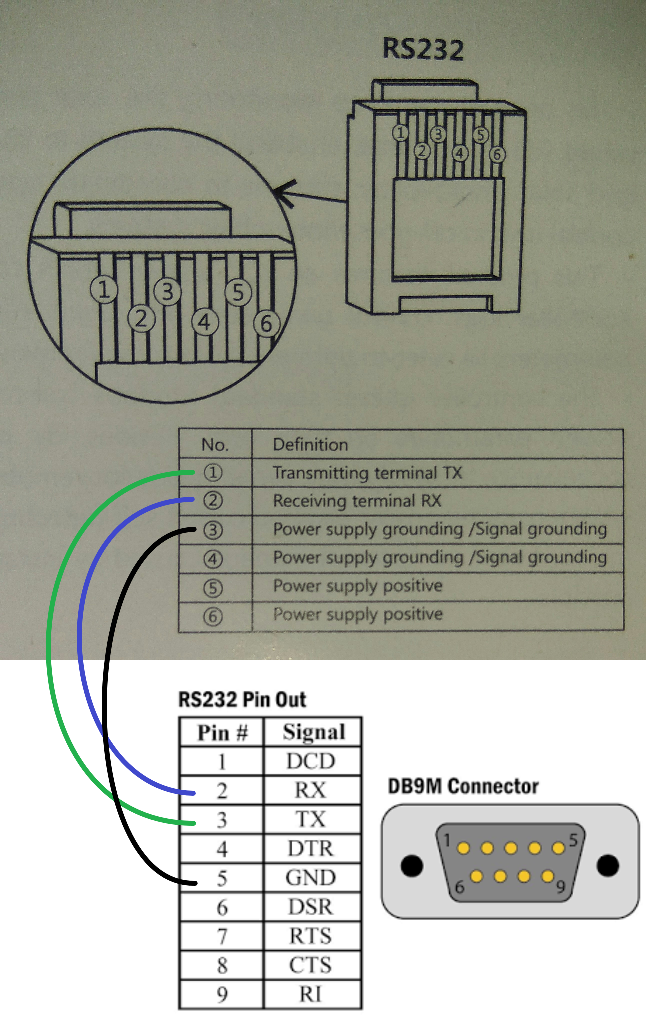 RS232
① ② ③ ④ ⑤ ⑥
① ② ③ ④ ⑤ ⑥
No. Definition
① Transmitting terminal TX
② Receiving terminal RX
③ Power supply grounding /Signal grounding
④ Power supply grounding /Signal grounding
⑤ Power supply positive
⑥ Power supply positive
RS232 Pin Out
Pin # Signal
1 DCD
2 RX
3 TX
4 DTR
5 GND
6 DSR
7 RTS
8 CTS
9 RI
DB9M Connector
1 5
6 9